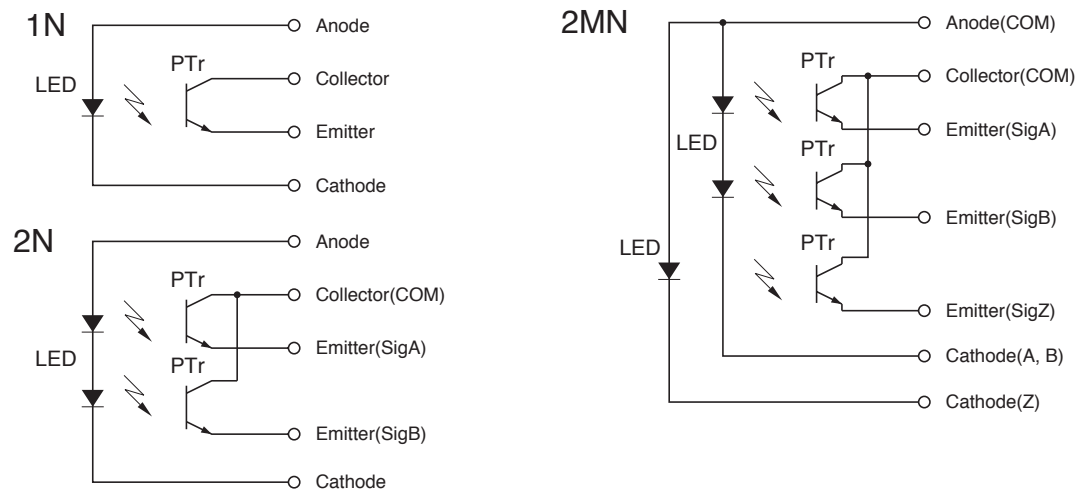 1N
Anode
PTr
LED
Collector
Emitter
Cathode
2N
Anode
PTr
Collector(COM)
Emitter(SigA)
LED
PTr
Emitter(SigB)
Cathode
2MN
Anode(COM)
PTr
Collector(COM)
Emitter(SigA)
LED
PTr
Emitter(SigB)
LED
PTr
Emitter(SigZ)
Cathode(A, B)
Cathode(Z)